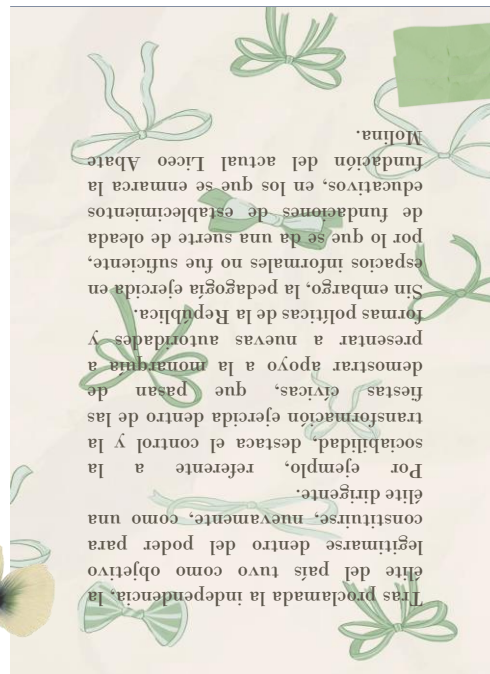 Tras proclamada la independencia, la
élite del país tuvo como objetivo
legitimarse dentro del poder para
constituirse, nuevamente, como una
élite dirigente.
Por ejemplo, referente a la
sociabilidad, destaca el control y la
transformación ejercida dentro de las
fiestas cívicas, que pasan de
demostrar apoyo a la monarquía a
presentar a nuevas autoridades y
formas políticas de la República.
Sin embargo, la pedagogía ejercida en
espacios informales no fue suficiente,
por lo que se da una suerte de oleada
de fundaciones de establecimientos
educativos, en los que se enmarca la
fundación del actual Liceo Abate
Molina.